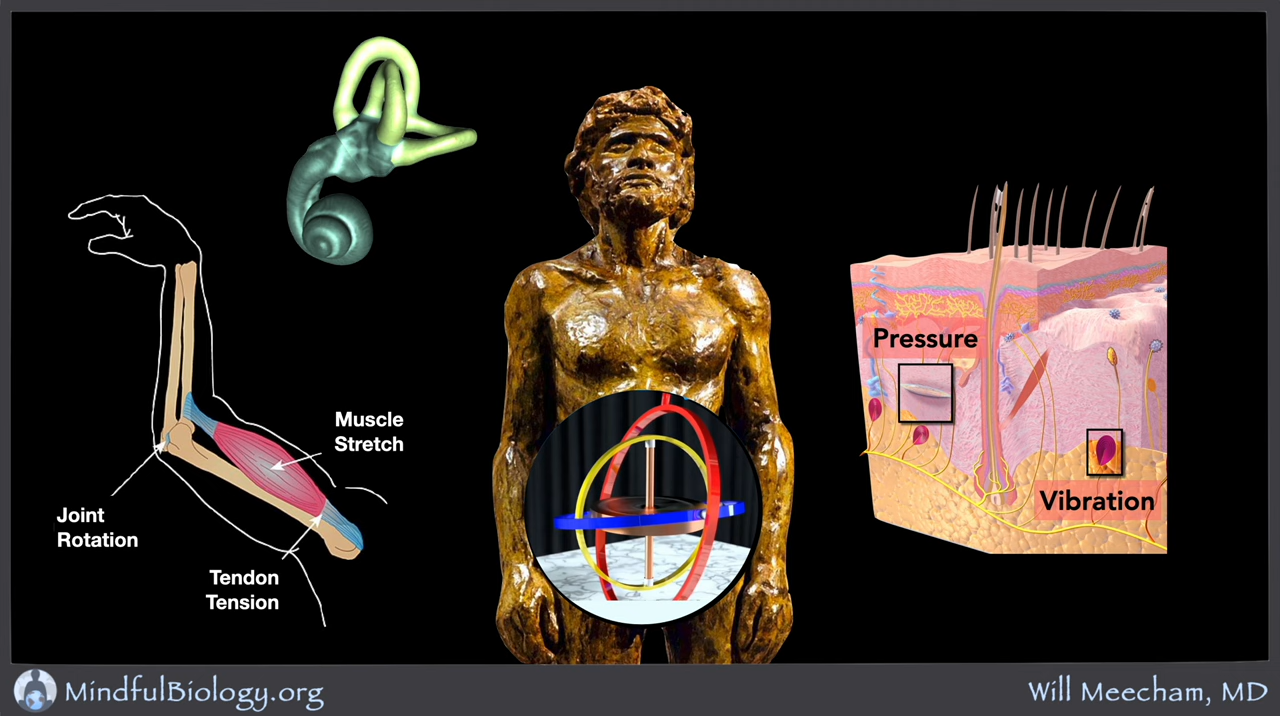 Pressure
Muscle
Stretch
Vibration
Joint
Rotation
Tendon
Tension
MindfulBiology.org
Will Meecham, MD